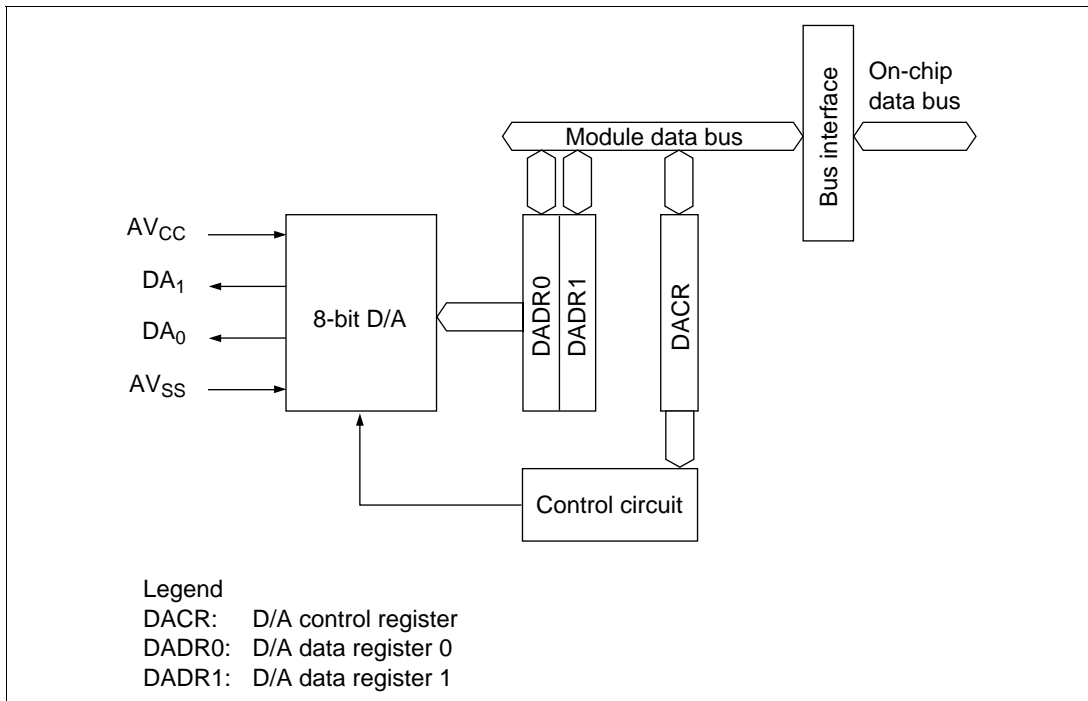 On-chip
data bus
Bus interface
Module data bus
AVCC
DA1
DA0
AVSS
8-bit D/A
DADR0
DADR1
DACR
Control circuit
Legend
DACR: D/A control register
DADR0: D/A data register 0
DADR1: D/A data register 1